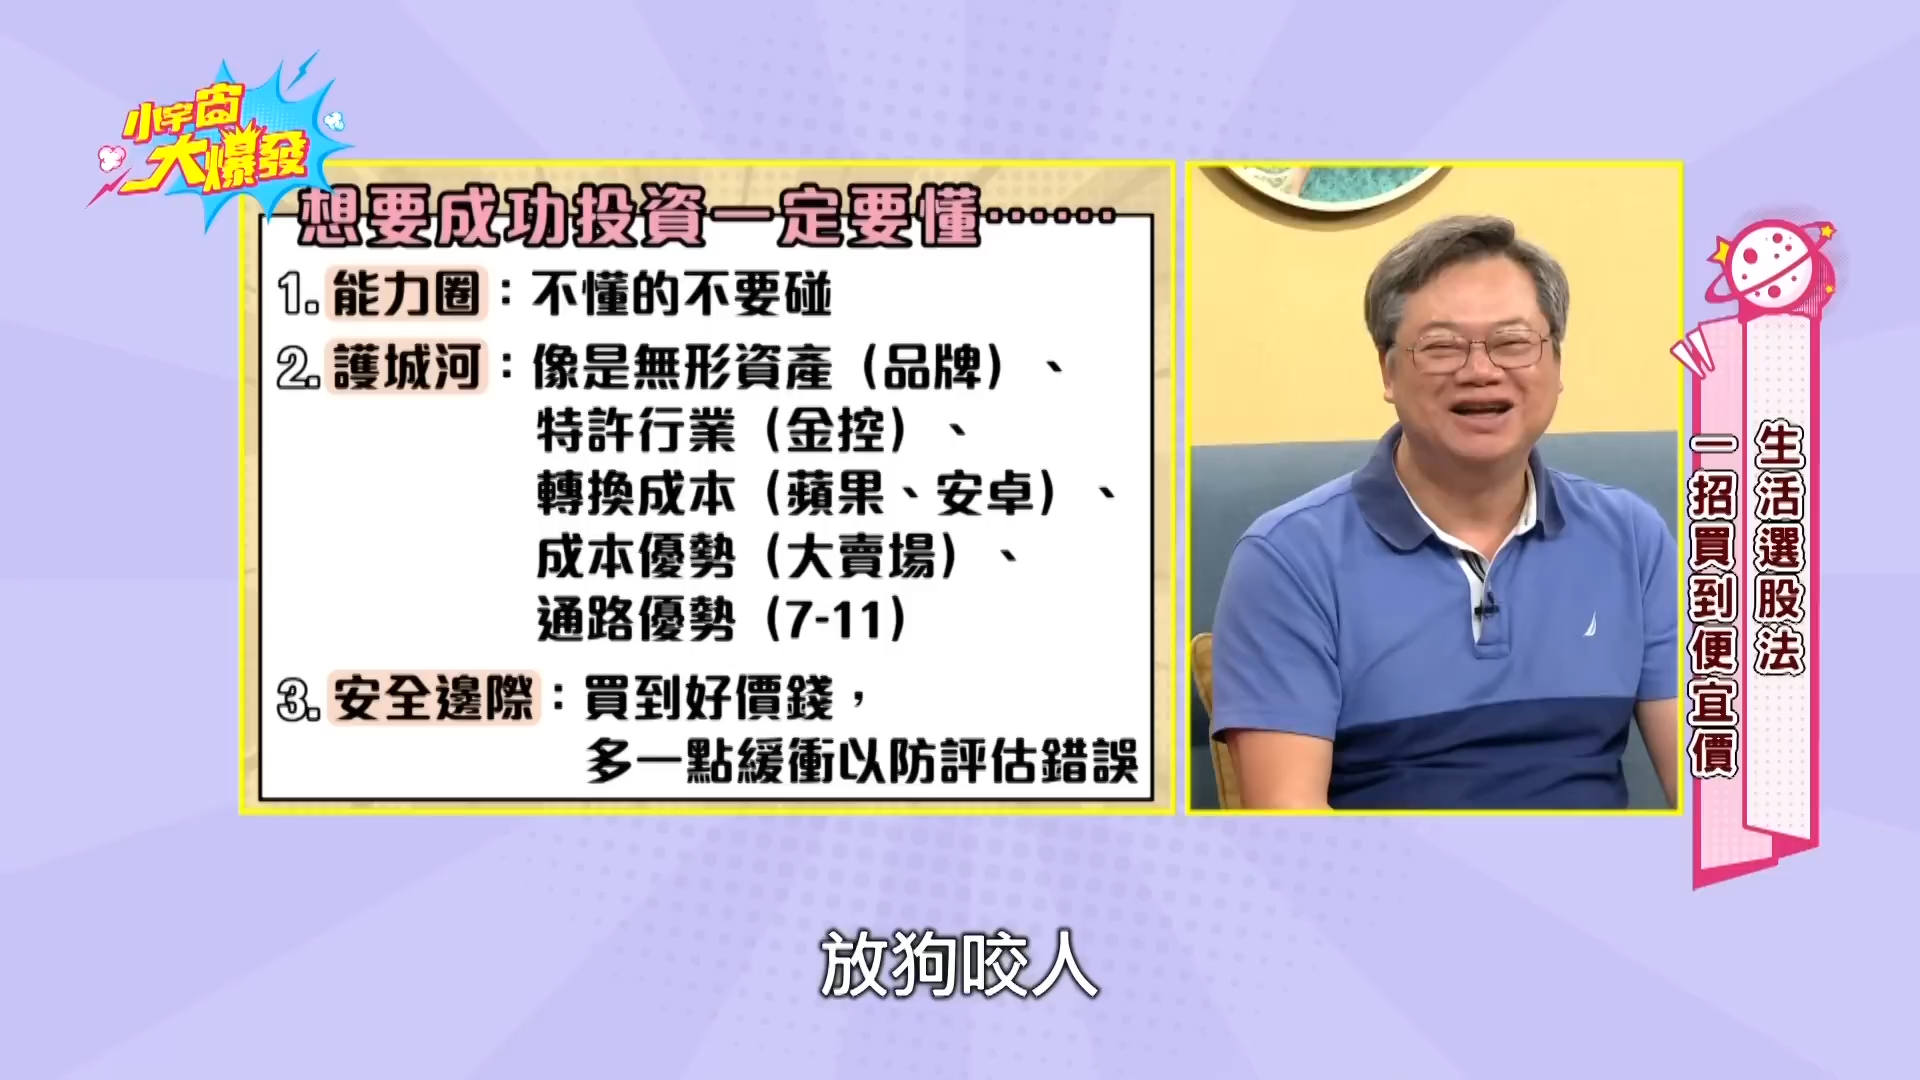 小宇宙
大爆發
想要成功投資一定要懂⋯⋯
1. 能力圈：不懂的不要碰
2. 護城河：像是無形資產（品牌）、
特許行業（金控）、
轉換成本（蘋果、安卓）、
成本優勢（大賣場）、
通路優勢（7-11）
3. 安全邊際：買到好價錢，
多一點緩衝以防評估錯誤
生活選股法
一招買到便宜價
放狗咬人